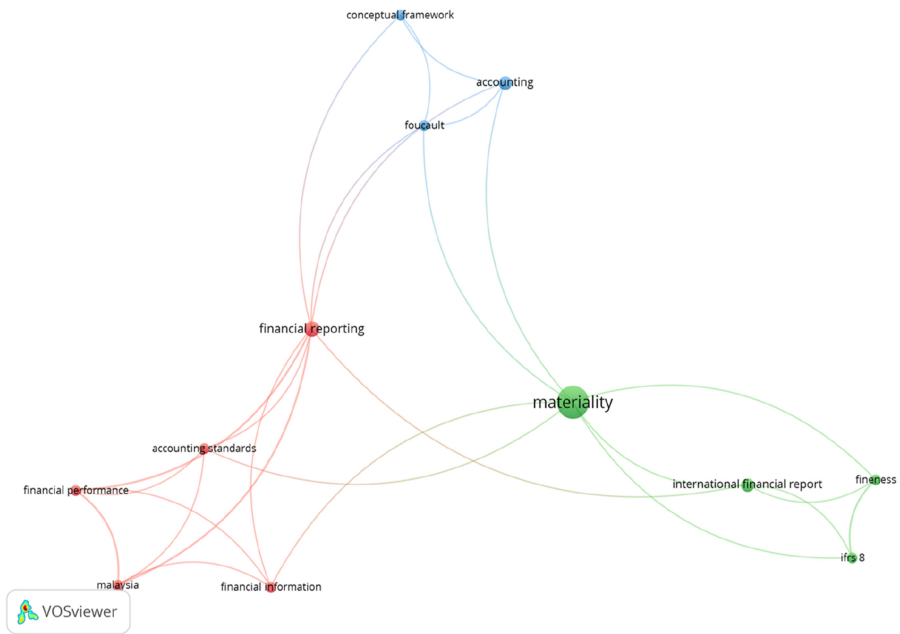 conceptual framework
accounting
foucault
financial reporting
materiality
accounting standards
fineness
international financial report
financial performance
ifrs 8
malaysia
financial information
VOSviewer